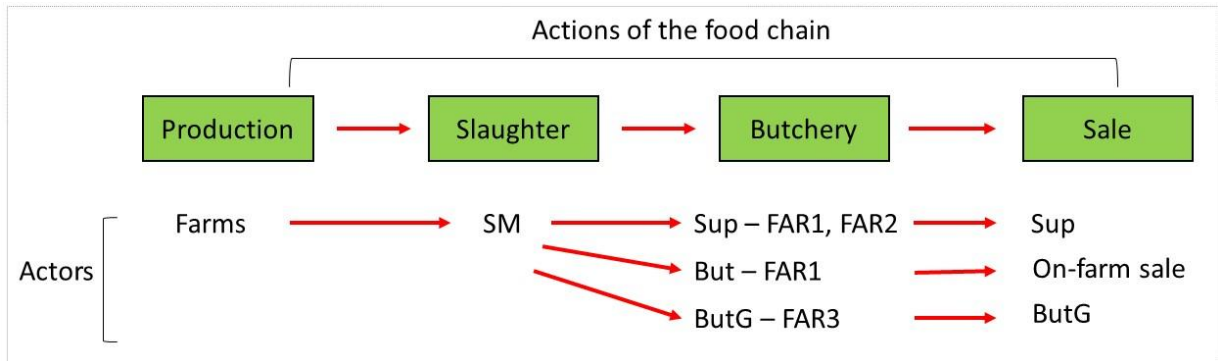 Actions of the food chain
Production Slaughter Butchery Sale
Farms SM Sup – FAR1, FAR2 Sup
Actors But – FAR1 On-farm sale
ButG – FAR3 ButG